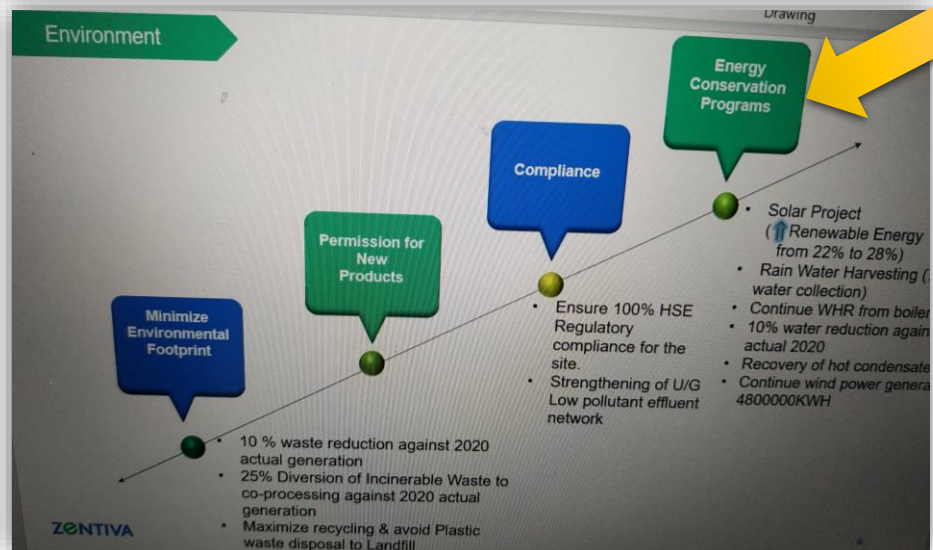 Drawing
Environment
Energy
Conservation
Programs
Compliance
Permission for
New
Products
Minimize
Environmental
Footprint
• Solar Project
(⇧Renewable Energy
from 22% to 28%)
• Rain Water Harvesting (
water collection)
• Continue WHR from boiler
• 10% water reduction
actual 2020
• Recovery of hot condensate
• Continue wind power
4800000KWH
• Ensure 100% HSE
Regulatory
compliance for the
site.
• Strengthening of U/G
Low pollutant effluent
network
• 10 % waste reduction against 2020
actual generation
• 25% Diversion of Incinerable Waste to
co-processing against 2020 actual
generation
• Maximize recycling & avoid Plastic
waste disposal to Landfill
ZENTIVA